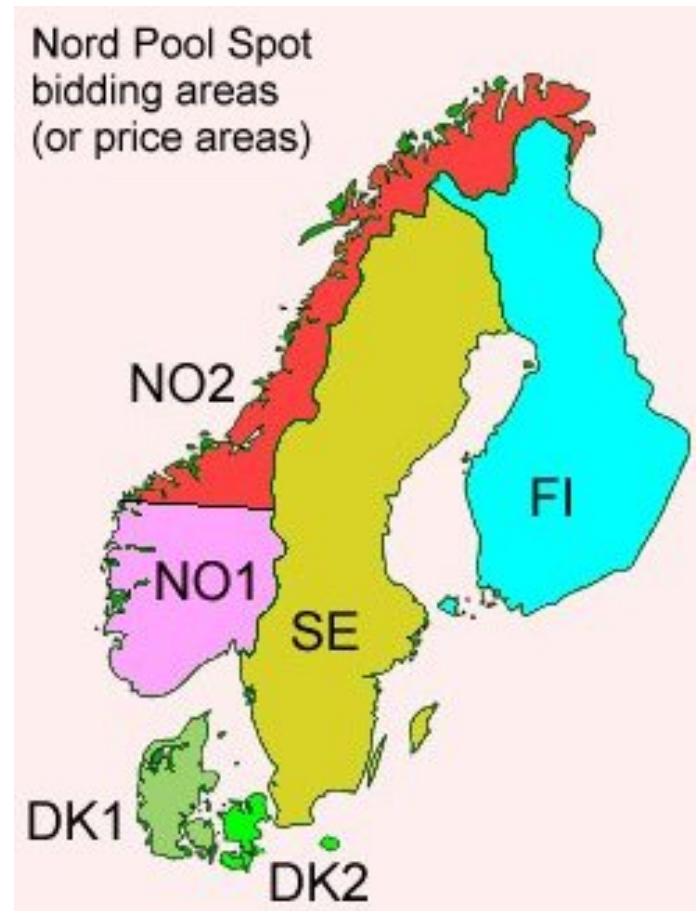 Nord Pool Spot
bidding areas
(or price areas)
NO2
FI
NO1
SE
DK1
DK2